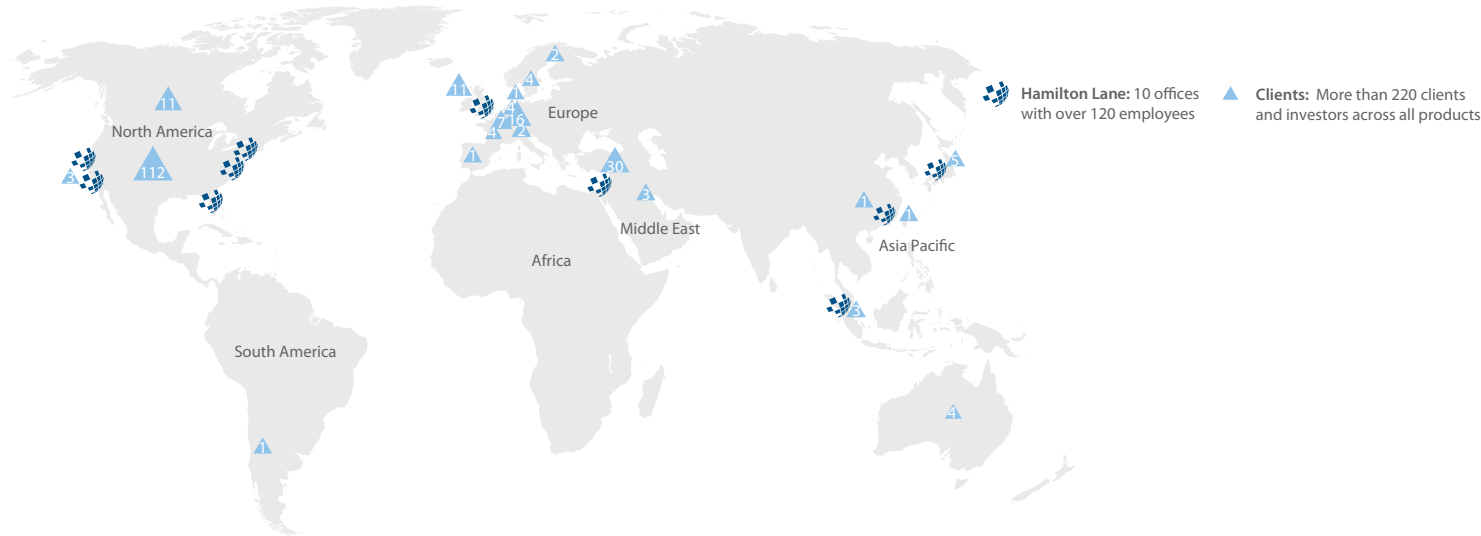 2
4
11
1
11
4
7
16
4
2
Europe
North America
1
30
3
112
3
5
1
1
Middle East
Asia Pacific
Africa
3
South America
4
1
Hamilton Lane: 10 offices
with over 120 employees
Clients: More than 220 clients
and investors across all products